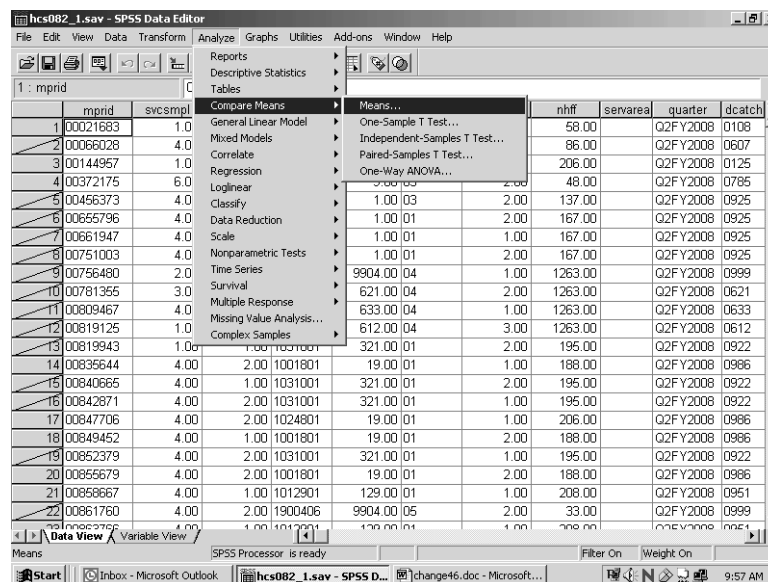 hcs082_1.sav - SPSS Data Editor
File Edit View Data Transform Analyze Graphs Utilities Add-ons Window Help
1 : mprid
Reports
Descriptive Statistics
Tables
Compare Means
General Linear Model
Mixed Models
Correlate
Regression
Loglinear
Classify
Data Reduction
Scale
Nonparametric Tests
Time Series
Survival
Multiple Response
Missing Value Analysis...
Complex Samples
Means...
One-Sample T Test...
Independent-Samples T Test...
Paired-Samples T Test...
One-Way ANOVA...
mprid svcsmpl nhff servarea quarter dcatch
1 00021683 1.0 58.00 Q2FY2008 0108
2 00066028 4.0 86.00 Q2FY2008 0607
3 00144957 1.0 206.00 Q2FY2008 0125
4 00372175 6.0 48.00 Q2FY2008 0785
5 00456373 4.0 1.00 03 2.00 137.00 Q2FY2008 0925
6 00655796 4.0 1.00 01 2.00 167.00 Q2FY2008 0925
7 00661947 4.0 1.00 01 1.00 167.00 Q2FY2008 0925
8 00751003 4.0 1.00 01 2.00 167.00 Q2FY2008 0925
9 00756480 2.0 9904.00 04 1.00 1263.00 Q2FY2008 0999
10 00781355 3.0 621.00 04 2.00 1263.00 Q2FY2008 0621
11 00809467 4.0 633.00 04 1.00 1263.00 Q2FY2008 0633
12 00819125 1.0 612.00 04 3.00 1263.00 Q2FY2008 0612
13 00819943 1.00 1.00 1031801 321.00 01 2.00 195.00 Q2FY2008 0922
14 00835644 4.00 2.00 1001801 19.00 01 1.00 188.00 Q2FY2008 0986
15 00840665 4.00 1.00 1031001 321.00 01 2.00 195.00 Q2FY2008 0922
16 00842871 4.00 2.00 1031001 321.00 01 2.00 195.00 Q2FY2008 0922
17 00847706 4.00 2.00 1024801 19.00 01 1.00 206.00 Q2FY2008 0986
18 00849452 4.00 1.00 1001801 19.00 01 2.00 188.00 Q2FY2008 0986
19 00852379 4.00 2.00 1031001 321.00 01 1.00 195.00 Q2FY2008 0922
20 00855679 4.00 2.00 1001801 19.00 01 2.00 188.00 Q2FY2008 0986
21 00858667 4.00 1.00 1012901 129.00 01 1.00 208.00 Q2FY2008 0951
22 00861760 4.00 2.00 1900406 9904.00 05 2.00 33.00 Q2FY2008 0999
Data View Variable View
Means SPSS Processor is ready Filter On Weight On
Start Inbox - Microsoft Outlook hcs082_1.sav - SPSS D... change46.doc - Microsoft... 9:57 AM